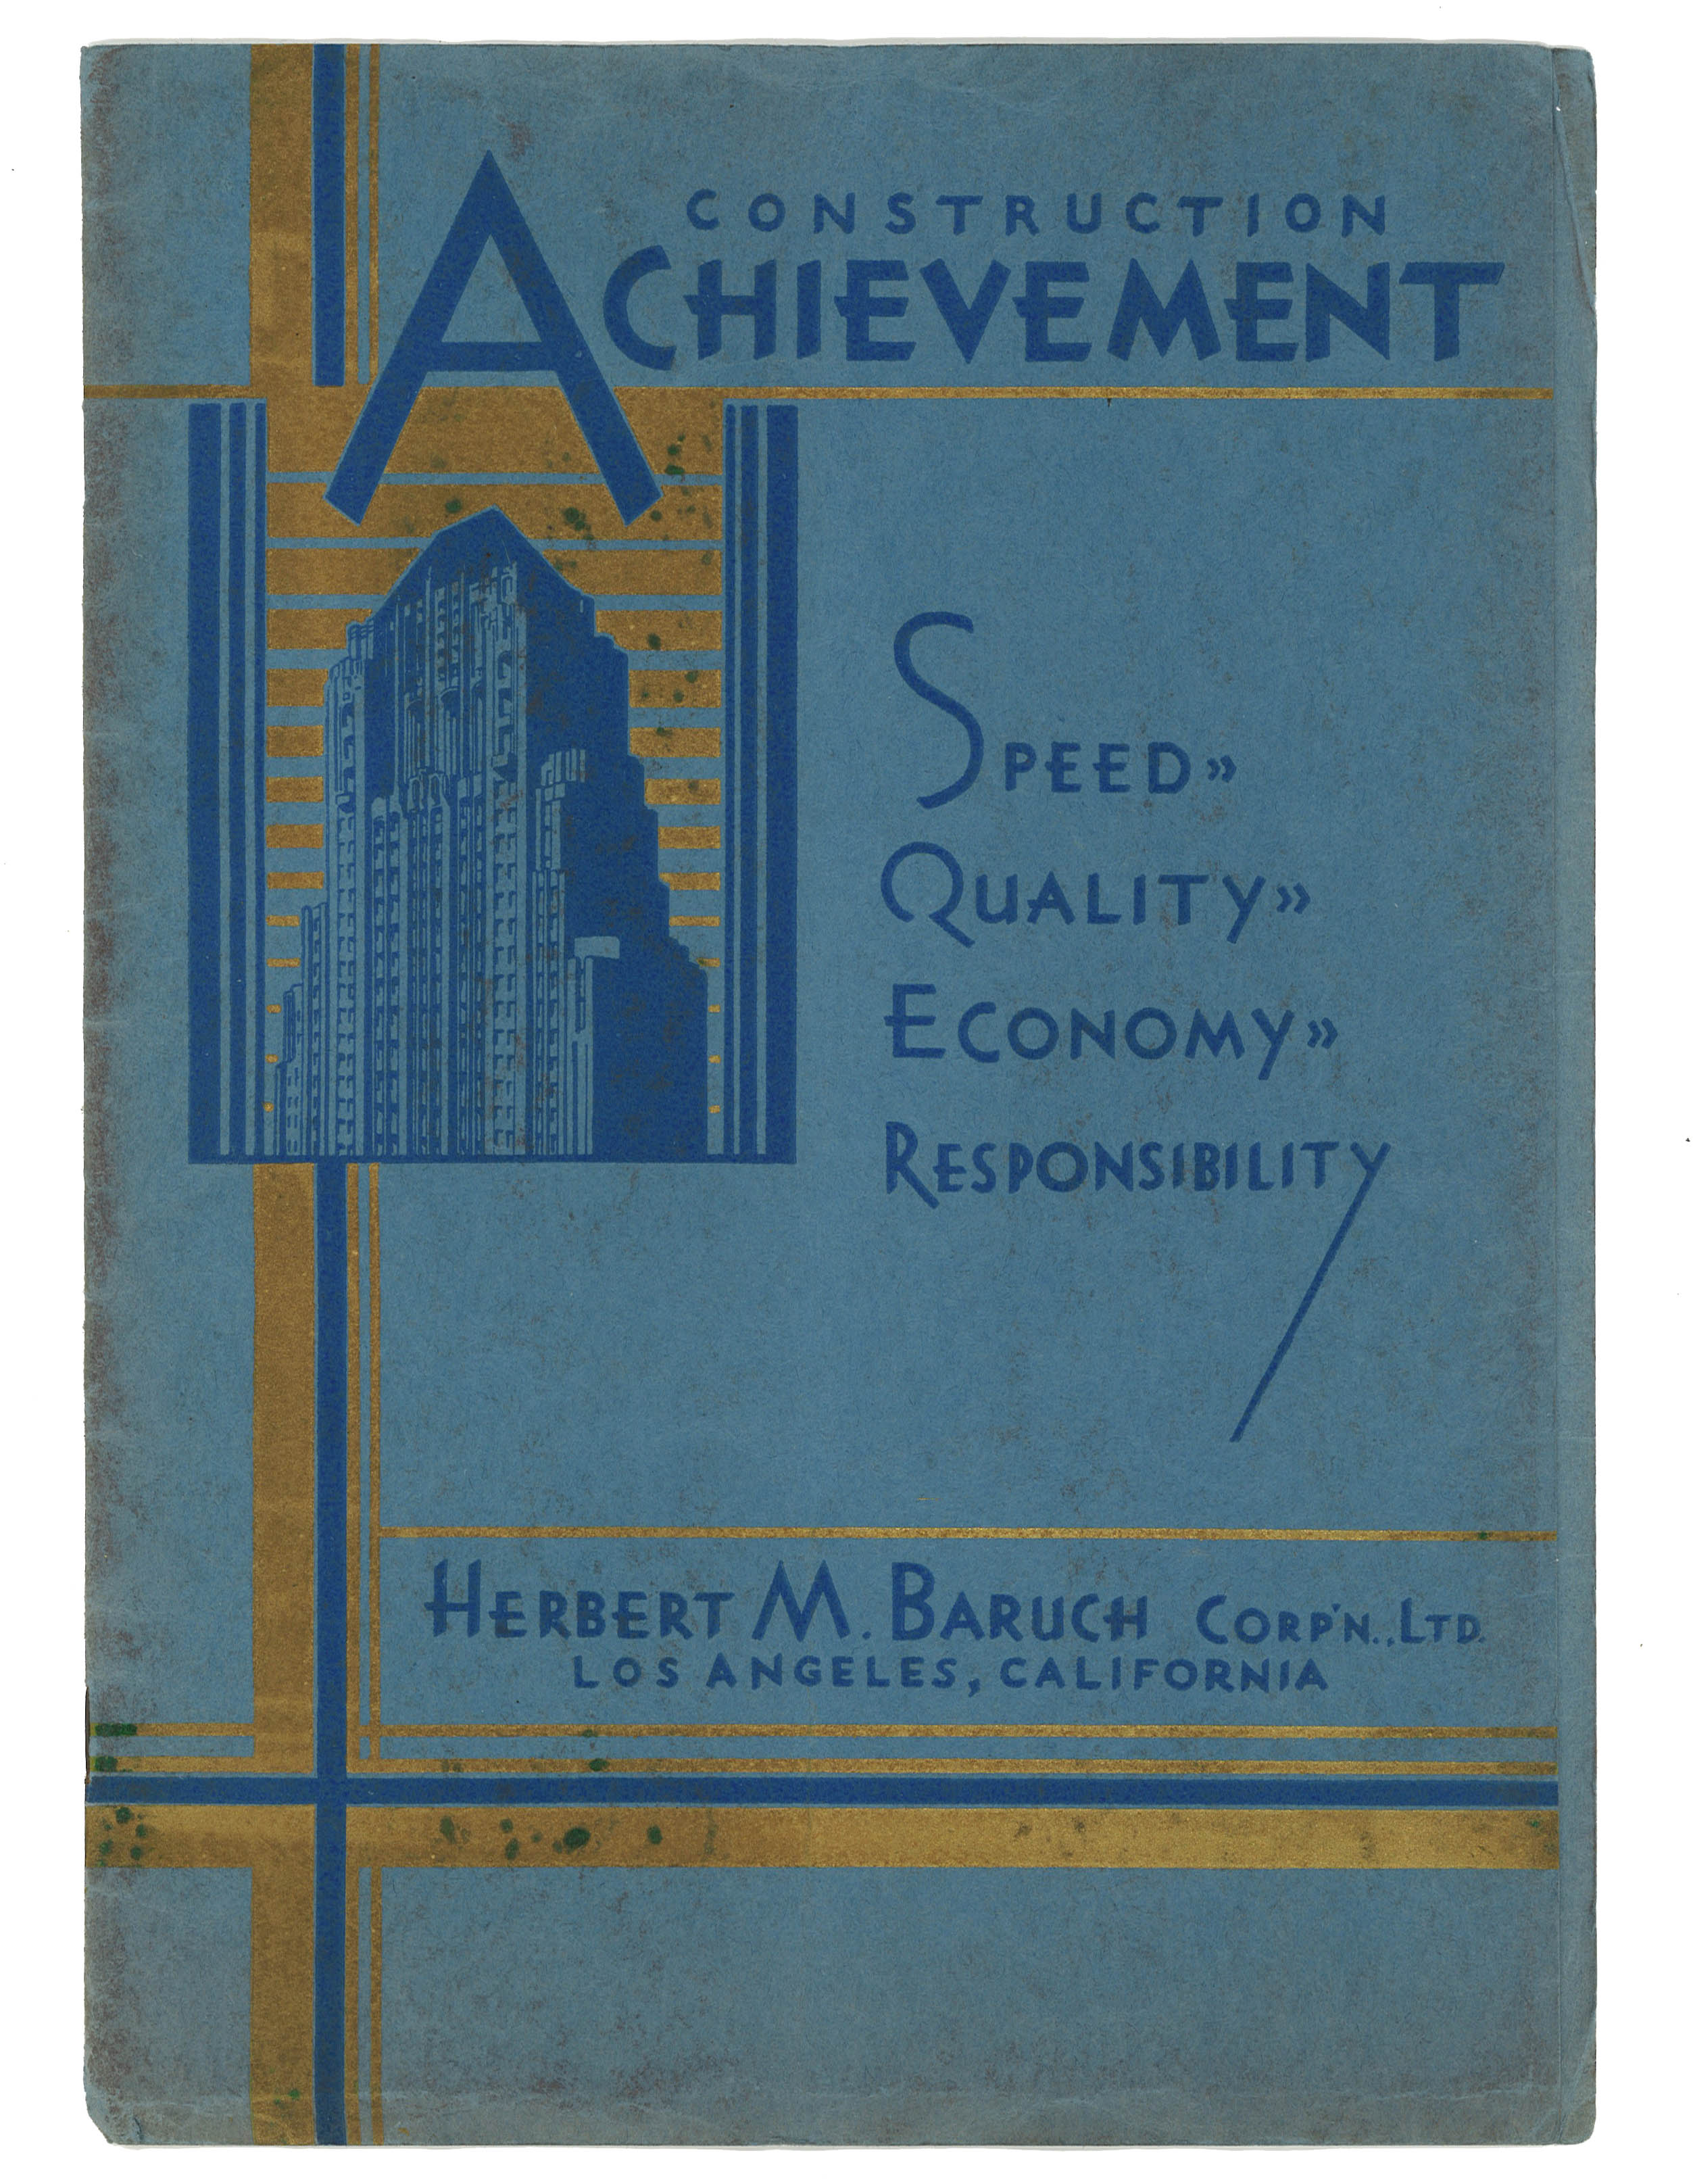 CONSTRUCTION
ACHIEVEMENT
SPEED»
QUALITY»
ECONOMY»
RESPONSIBILITY
HERBERT M. BARUCH CORP'N., LTD.
LOS ANGELES, CALIFORNIA